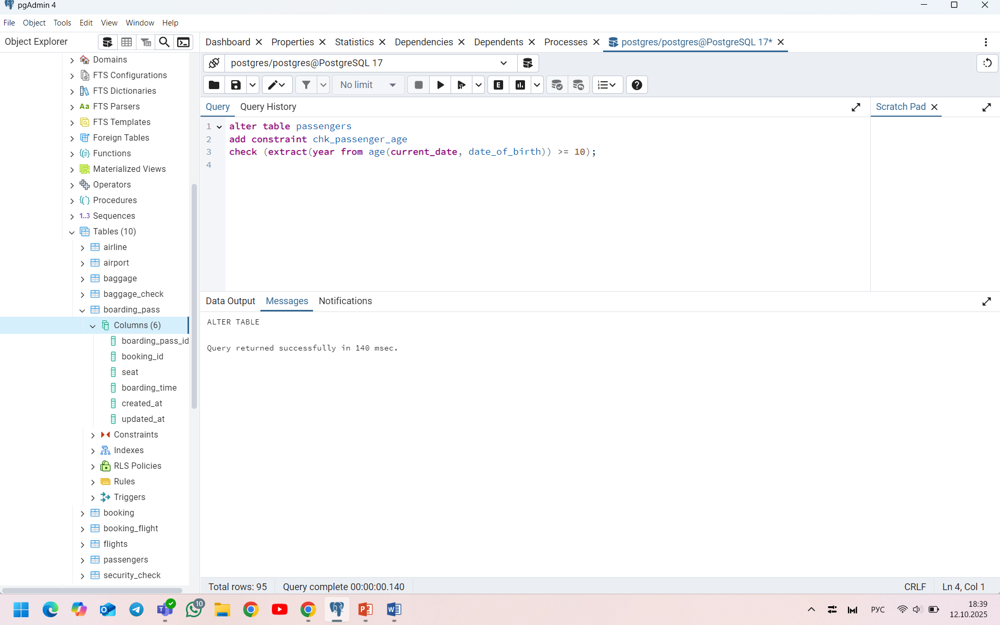 pgAdmin 4
File Object Tools Edit View Window Help
Object Explorer
Dashboard Properties Statistics Dependencies Dependents Processes postgres/postgres@PostgreSQL 17*
postgres/postgres@PostgreSQL 17
No limit
E
Query Query History
Scratch Pad
1 alter table passengers
2 add constraint chk_passenger_age
3 check (extract(year from age(current_date, date_of_birth)) >= 10);
4
Domains
FTS Configurations
FTS Dictionaries
Aa FTS Parsers
FTS Templates
Foreign Tables
Functions
Materialized Views
Operators
Procedures
1..3 Sequences
Tables (10)
airline
airport
baggage
baggage_check
boarding_pass
Columns (6)
boarding_pass_id
booking_id
seat
boarding_time
created_at
updated_at
Constraints
Indexes
RLS Policies
Rules
Triggers
booking
booking_flight
flights
passengers
security_check
Data Output Messages Notifications
ALTER TABLE
Query returned successfully in 140 msec.
Total rows: 95 Query complete 00:00:00.140
CRLF Ln 4, Col 1
10
РУС
18:39
12.10.2025